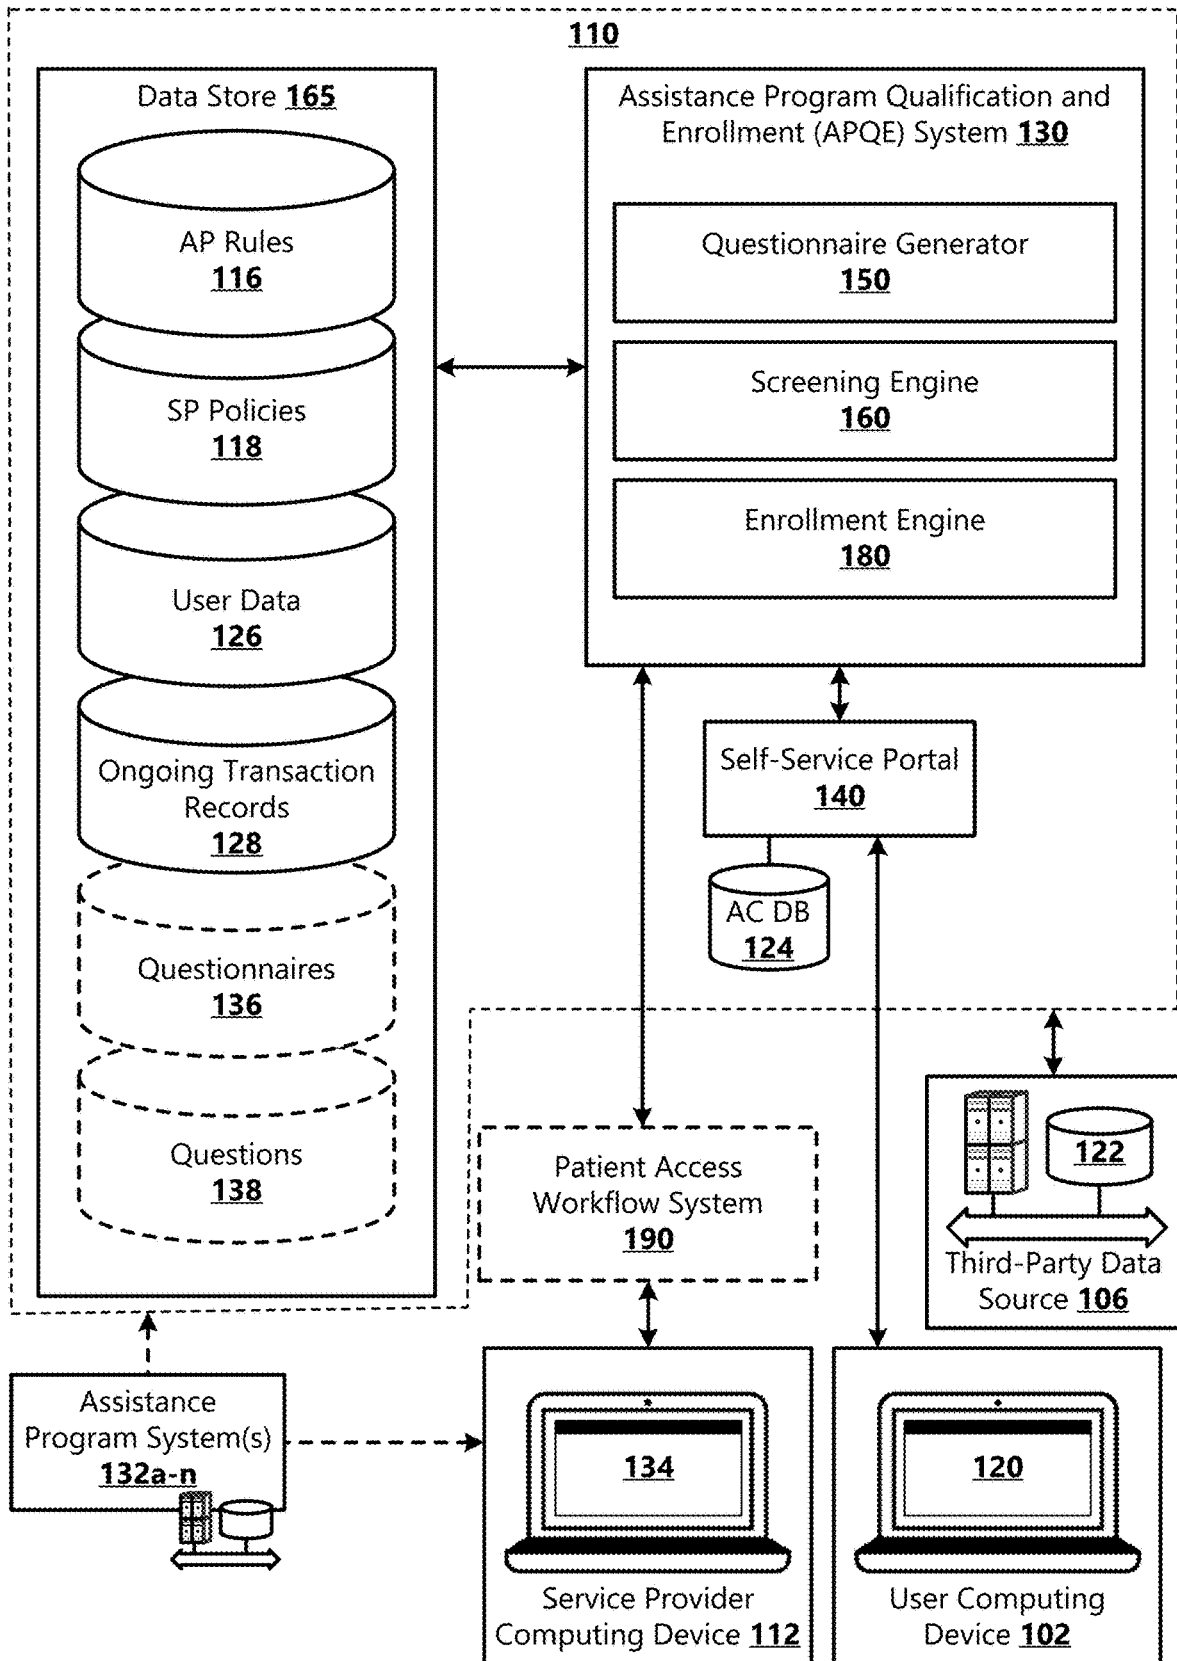 110
Data Store 165
AP Rules
116
SP Policies
118
User Data
126
Ongoing Transaction
Records
128
Questionnaires
136
Questions
138
Assistance Program Qualification and
Enrollment (APQE) System 130
Questionnaire Generator
150
Screening Engine
160
Enrollment Engine
180
Self-Service Portal
140
AC DB
124
Patient Access
Workflow System
190
122
Third-Party Data
Source 106
Assistance
Program System(s)
132a-n
134
Service Provider
Computing Device 112
120
User Computing
Device 102